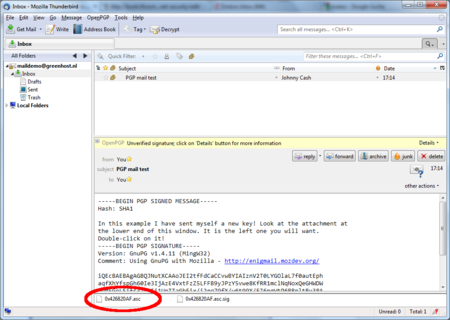 Inbox - Mozilla Thunderbird
File Edit View Go Message OpenPGP Tools Help
Get Mail Write Address Book Tag Decrypt Search all messages... <Ctrl+K>
Inbox
All Folders Quick Filter: Filter these messages... <Ctrl+F>
maildemo@greenhost.nl Subject From Date
Inbox PGP mail test Johnny Cash 17:14
Drafts
Sent
Trash
Local Folders
OpenPGP Unverified signature; click on 'Details' button for more information Details
from You reply forward archive junk delete
subject PGP mail test 17:14
to You
other actions
-----BEGIN PGP SIGNED MESSAGE-----
Hash: SHA1
In this example I have sent myself a new key! Look at the attachment at
the lower end of this window. It is the left one you will want.
Double-click on it!
-----BEGIN PGP SIGNATURE-----
Version: GnuPG v1.4.11 (MingW32)
Comment: Using GnuPG with Mozilla - http://enigmail.mozdev.org/
0x426820AF.asc 0x426820AF.asc.sig
Unread: 0 Total: 1